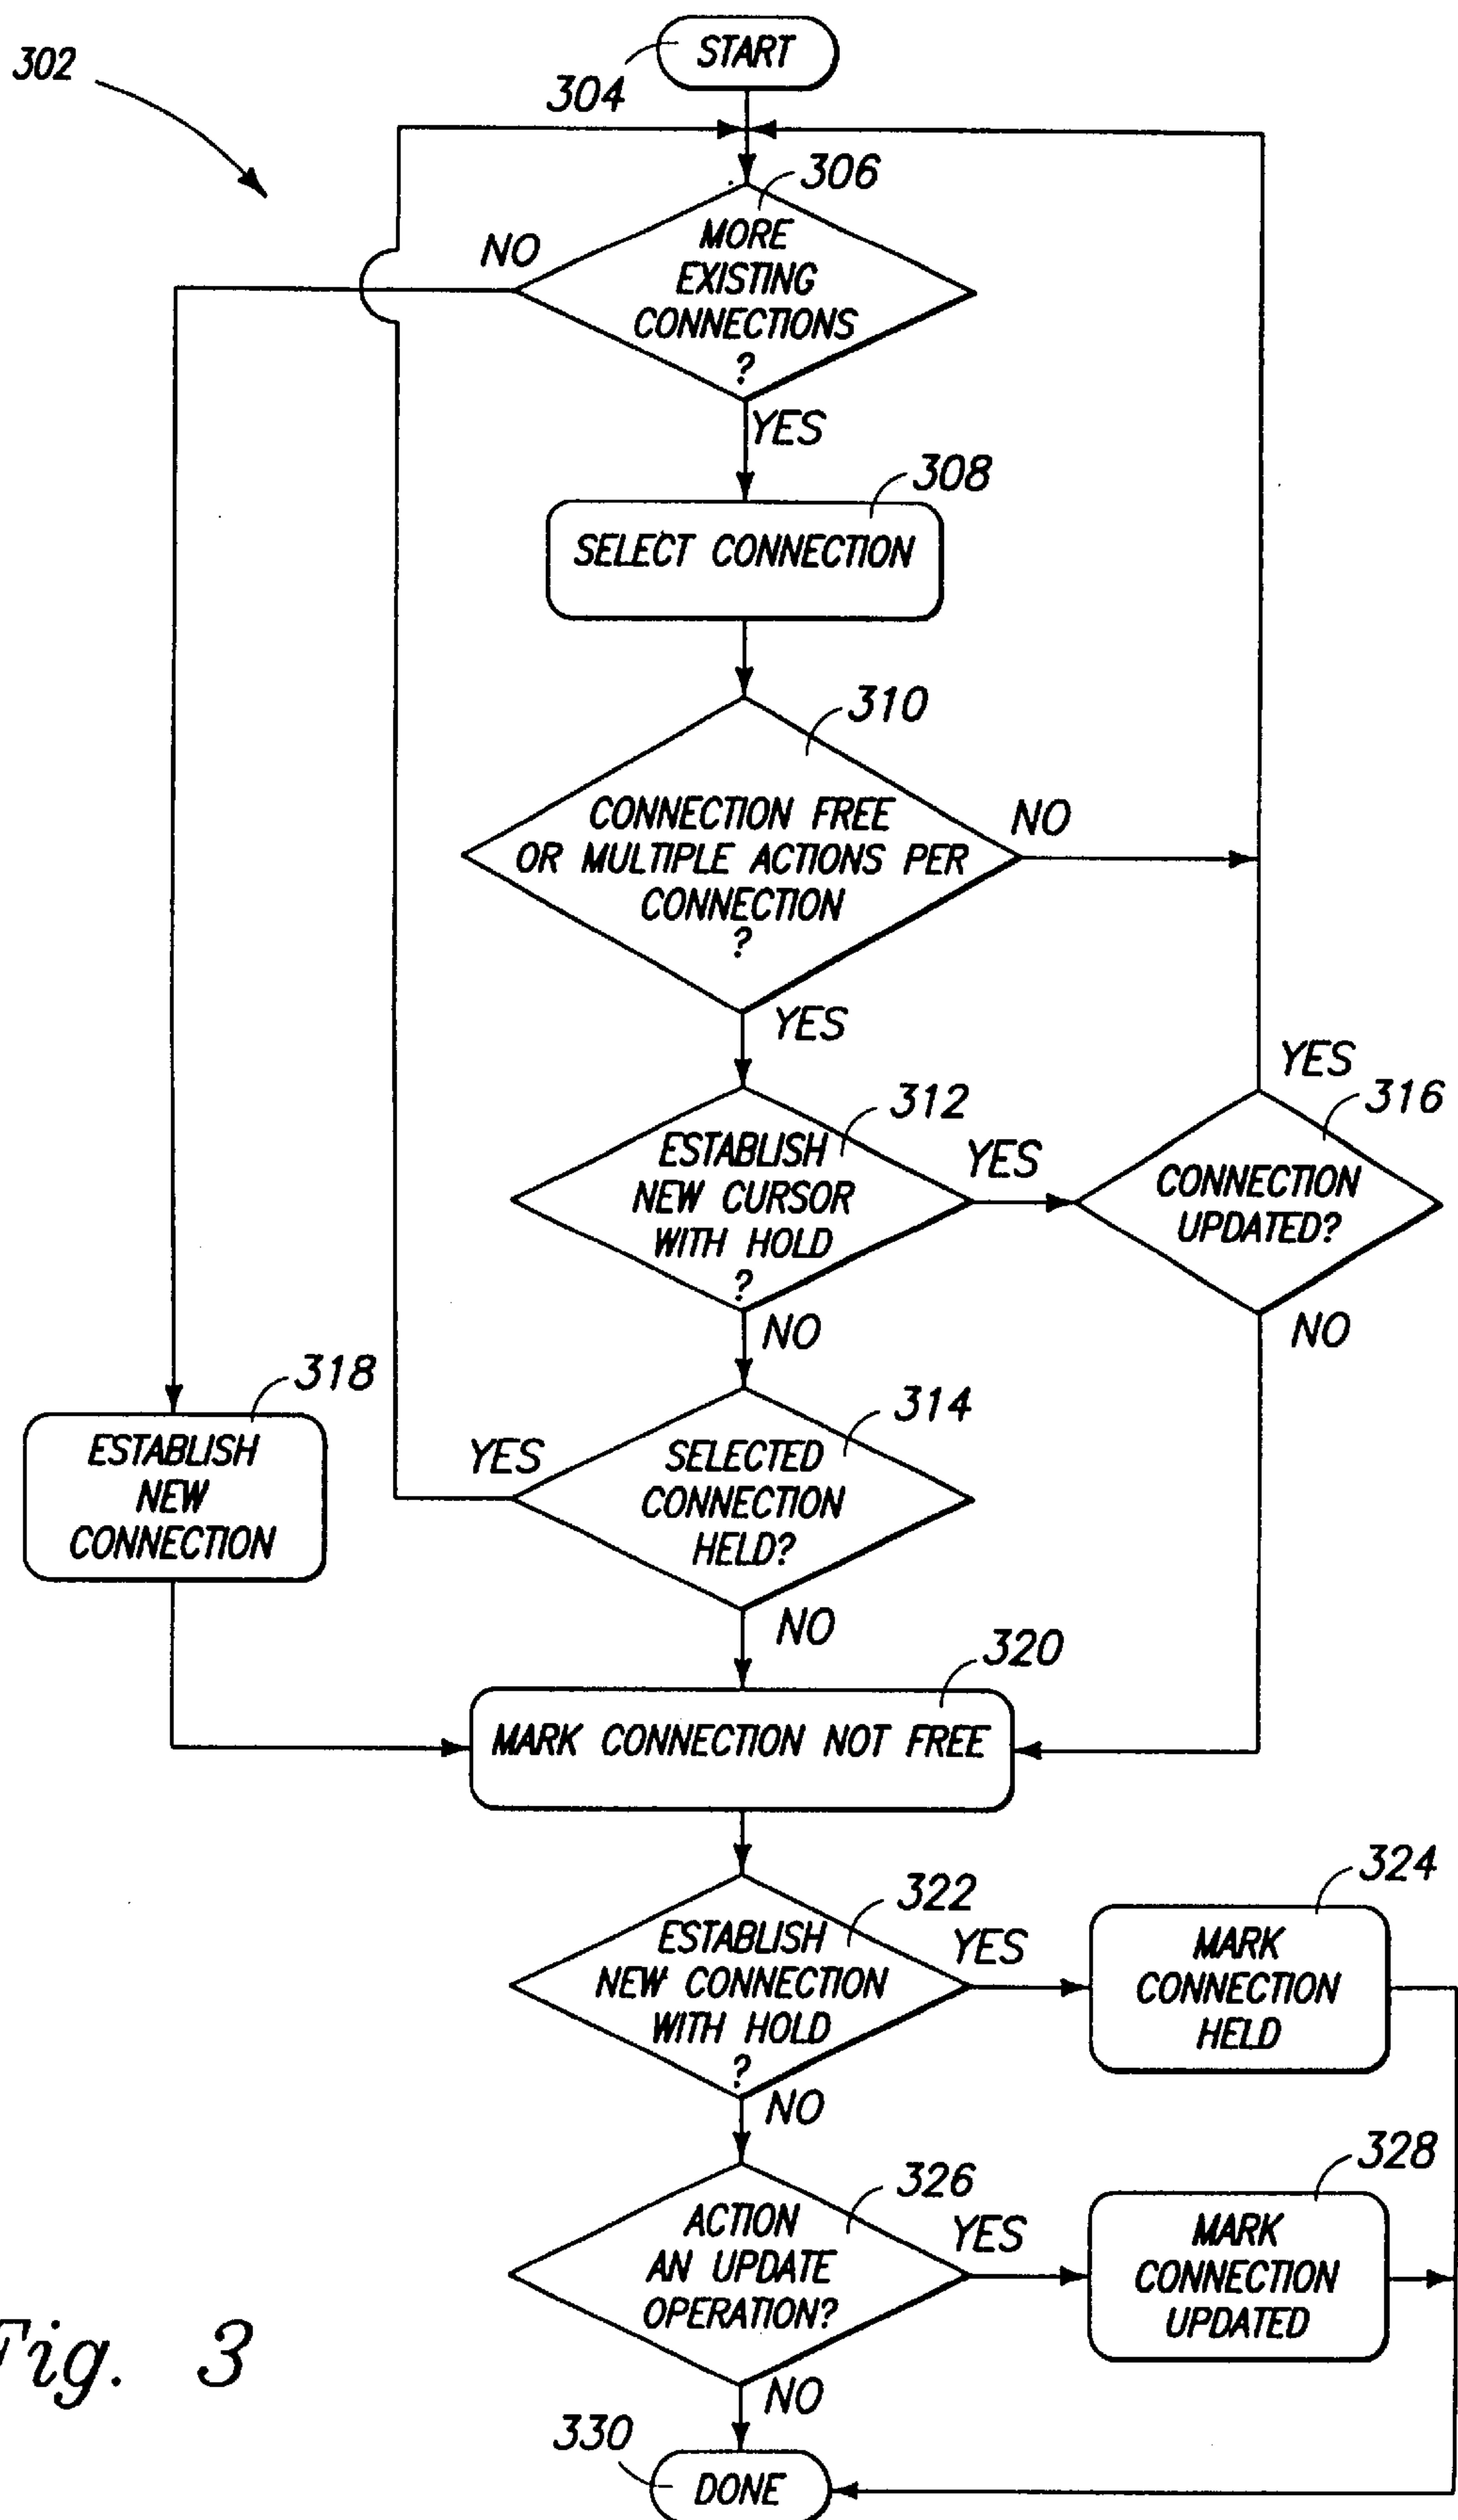 302
START
304
306
MORE
EXISTING
CONNECTIONS
?
NO
YES
308
SELECT CONNECTION
310
CONNECTION FREE
OR MULTIPLE ACTIONS PER
CONNECTION
?
NO
YES
312
ESTABLISH
NEW CURSOR
WITH HOLD
?
YES
NO
YES
316
CONNECTION
UPDATED?
NO
314
SELECTED
CONNECTION
HELD?
YES
NO
318
ESTABLISH
NEW
CONNECTION
320
MARK CONNECTION NOT FREE
322
ESTABLISH
NEW CONNECTION
WITH HOLD
?
YES
NO
324
MARK
CONNECTION
HELD
326
ACTION
AN UPDATE
OPERATION?
YES
NO
328
MARK
CONNECTION
UPDATED
330
DONE
Fig. 3